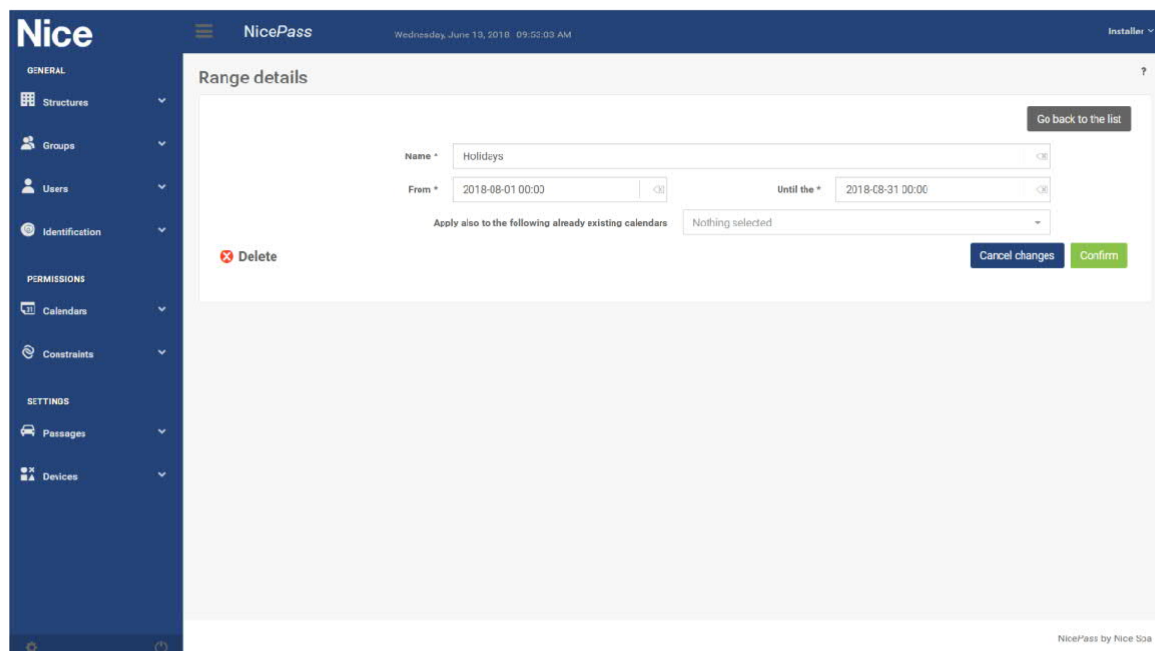 Nice
NicePass
Wednesday, June 13, 2018 09:53:03 AM
Installer
GENERAL
Structures
Groups
Users
Identification
PERMISSIONS
Calendars
Constraints
SETTINGS
Passages
Devices
Range details
?
Go back to the list
Name *
Holidays
From *
2018-08-01 00:00
Until the *
2018-08-31 00:00
Apply also to the following already existing calendars
Nothing selected
Delete
Cancel changes
Confirm
NicePass by Nice Spa